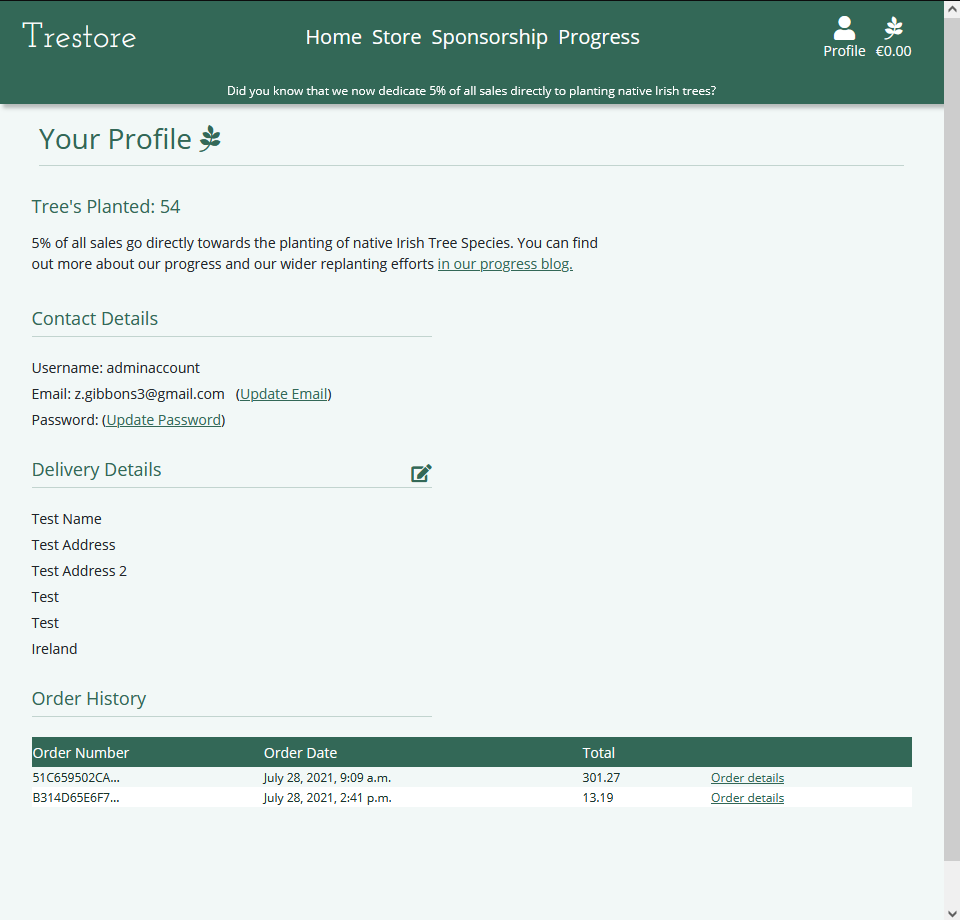 Trestore
Home Store Sponsorship Progress
Profile €0.00
Did you know that we now dedicate 5% of all sales directly to planting native Irish trees?
Your Profile
Tree's Planted: 54
5% of all sales go directly towards the planting of native Irish Tree Species. You can find
out more about our progress and our wider replanting efforts in our progress blog.
Contact Details
Username: adminaccount
Email: z.gibbons3@gmail.com (Update Email)
Password: (Update Password)
Delivery Details
Test Name
Test Address
Test Address 2
Test
Test
Ireland
Order History
Order Number Order Date Total
51C659502CA... July 28, 2021, 9:09 a.m. 301.27 Order details
B314D65E6F7... July 28, 2021, 2:41 p.m. 13.19 Order details